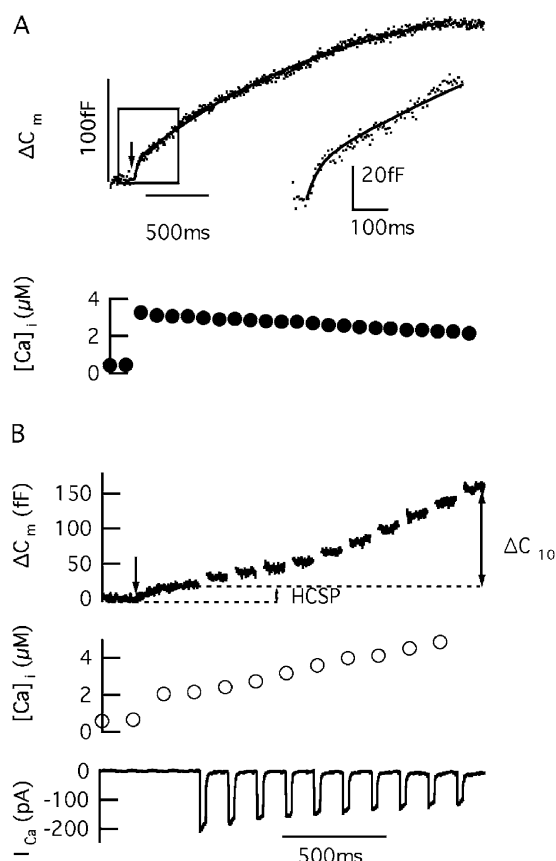 A
ΔC m
100fF
500ms
20fF
100ms
[Ca] i (μM)
4
2
0
B
ΔC m (fF)
150
100
50
0
HCSP
ΔC 10
[Ca] i (μM)
4
2
0
I Ca (pA)
0
-100
-200
500ms